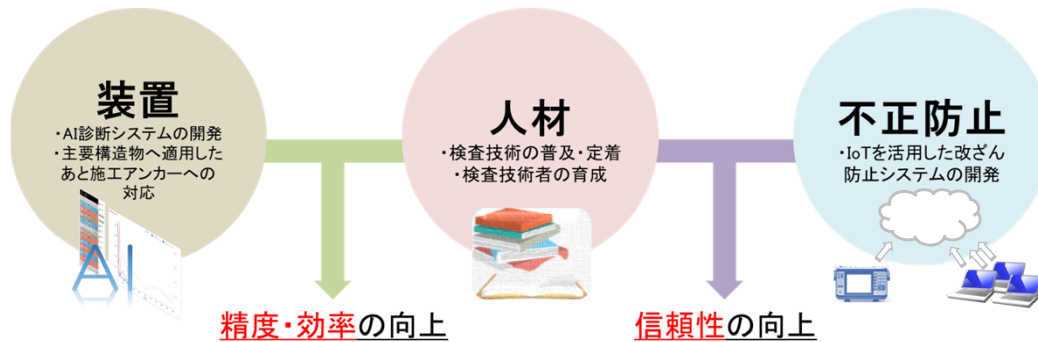 装置
・AI診断システムの開発
・主要構造物へ適用した
あと施工アンカーへの
対応
AI
人材
・検査技術の普及・定着
・検査技術者の育成
不正防止
・IoTを活用した改ざん
防止システムの開発
精度・効率の向上
信頼性の向上